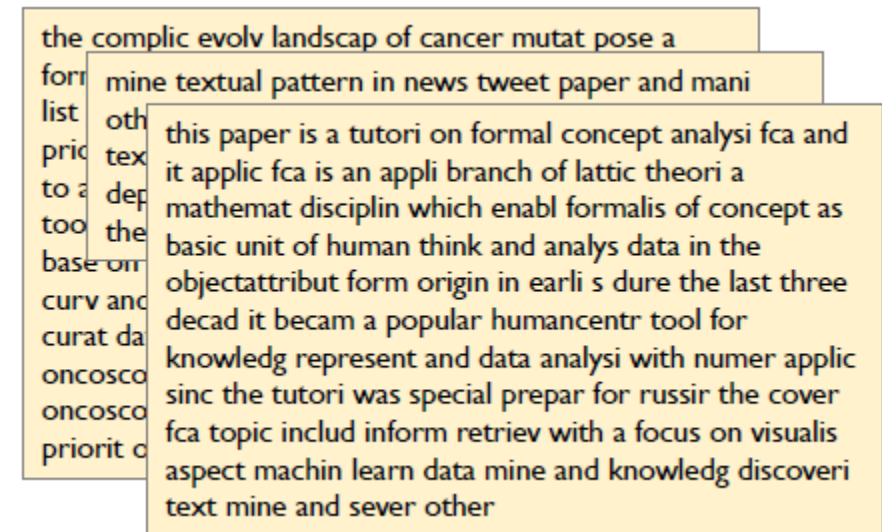 the complic evolv landscap of cancer mutat pose a
list
to a
too
base on
curv and
curat da
oncosco
oncosco
priorit o
mine textual pattern in news tweet paper and mani
oth
tex
dep
the
this paper is a tutori on formal concept analysi fca and
it applic fca is an appli branch of lattic theori a
mathemat disciplin which enabl formalis of concept as
basic unit of human think and analys data in the
objectattribut form origin in earli s dure the last three
decad it becam a popular humancentr tool for
knowledg represent and data analysi with numer applic
sinc the tutori was special prepar for russir the cover
fca topic includ inform retriev with a focus on visualis
aspect machin learn data mine and knowledg discoveri
text mine and sever other